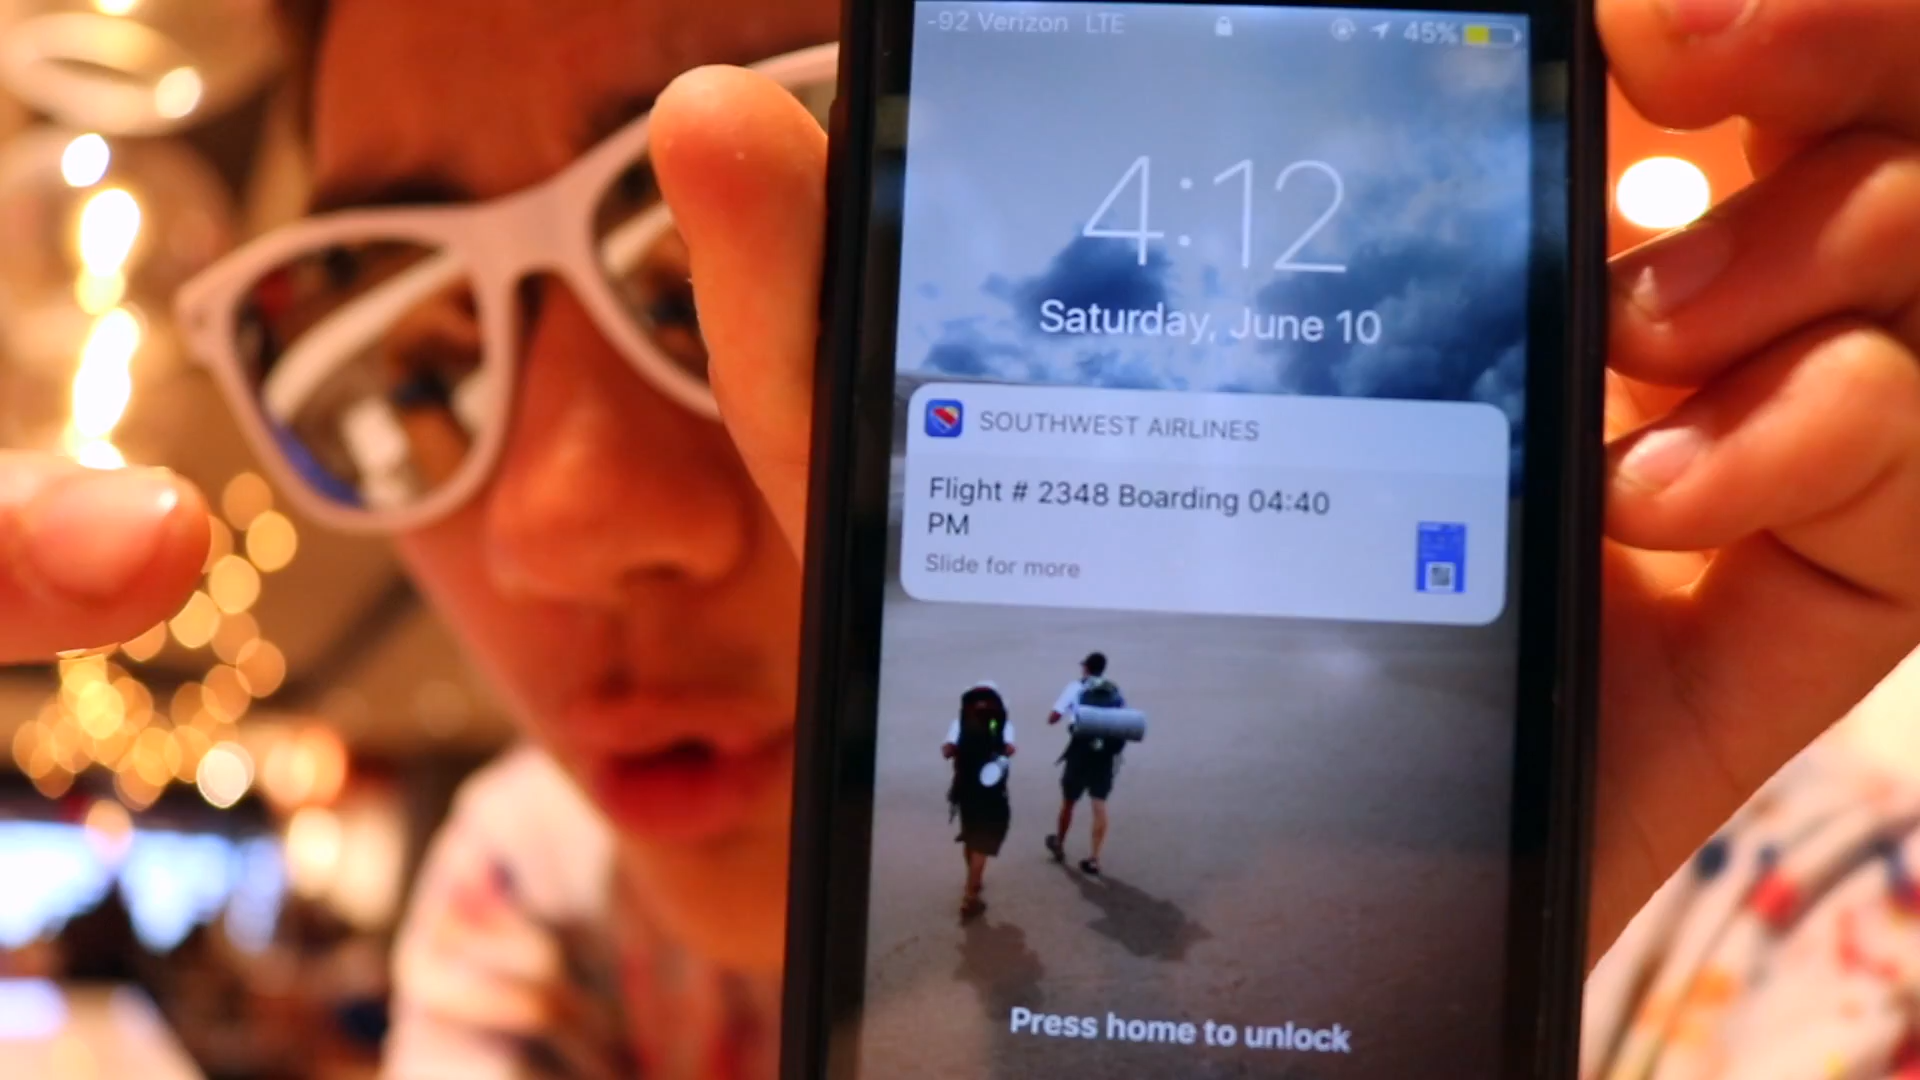 -92 Verizon LTE 45%
4:12
Saturday, June 10
SOUTHWEST AIRLINES
Flight # 2348 Boarding 04:40
PM
Slide for more
Press home to unlock